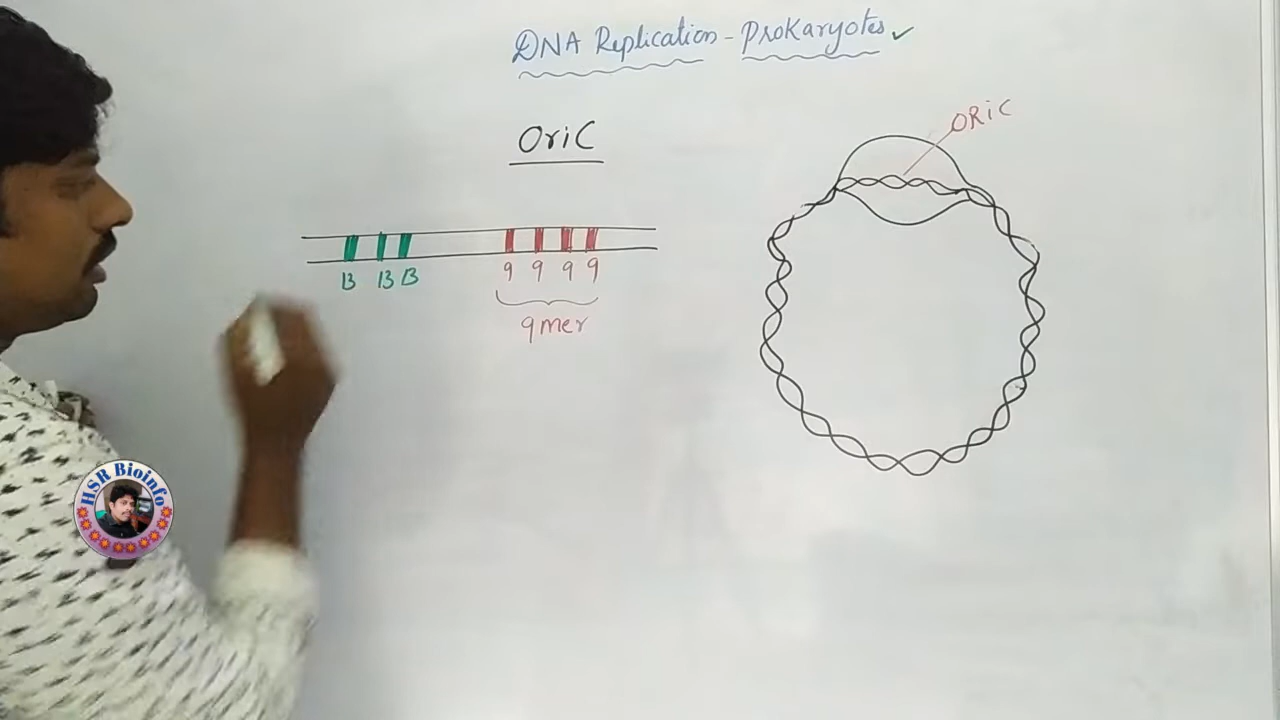 DNA Replication - Prokaryotes
OriC
ORiC
13 13 13
9 9 9 9
9mer
HSR Bioinfo